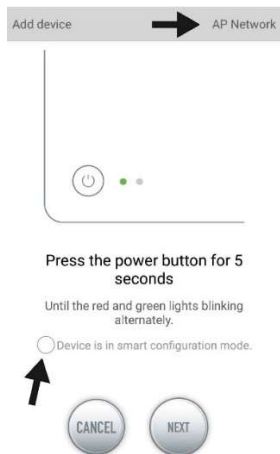 Add device AP Network
Press the power button for 5
seconds
Until the red and green lights blinking
alternately.
Device is in smart configuration mode.
CANCEL NEXT